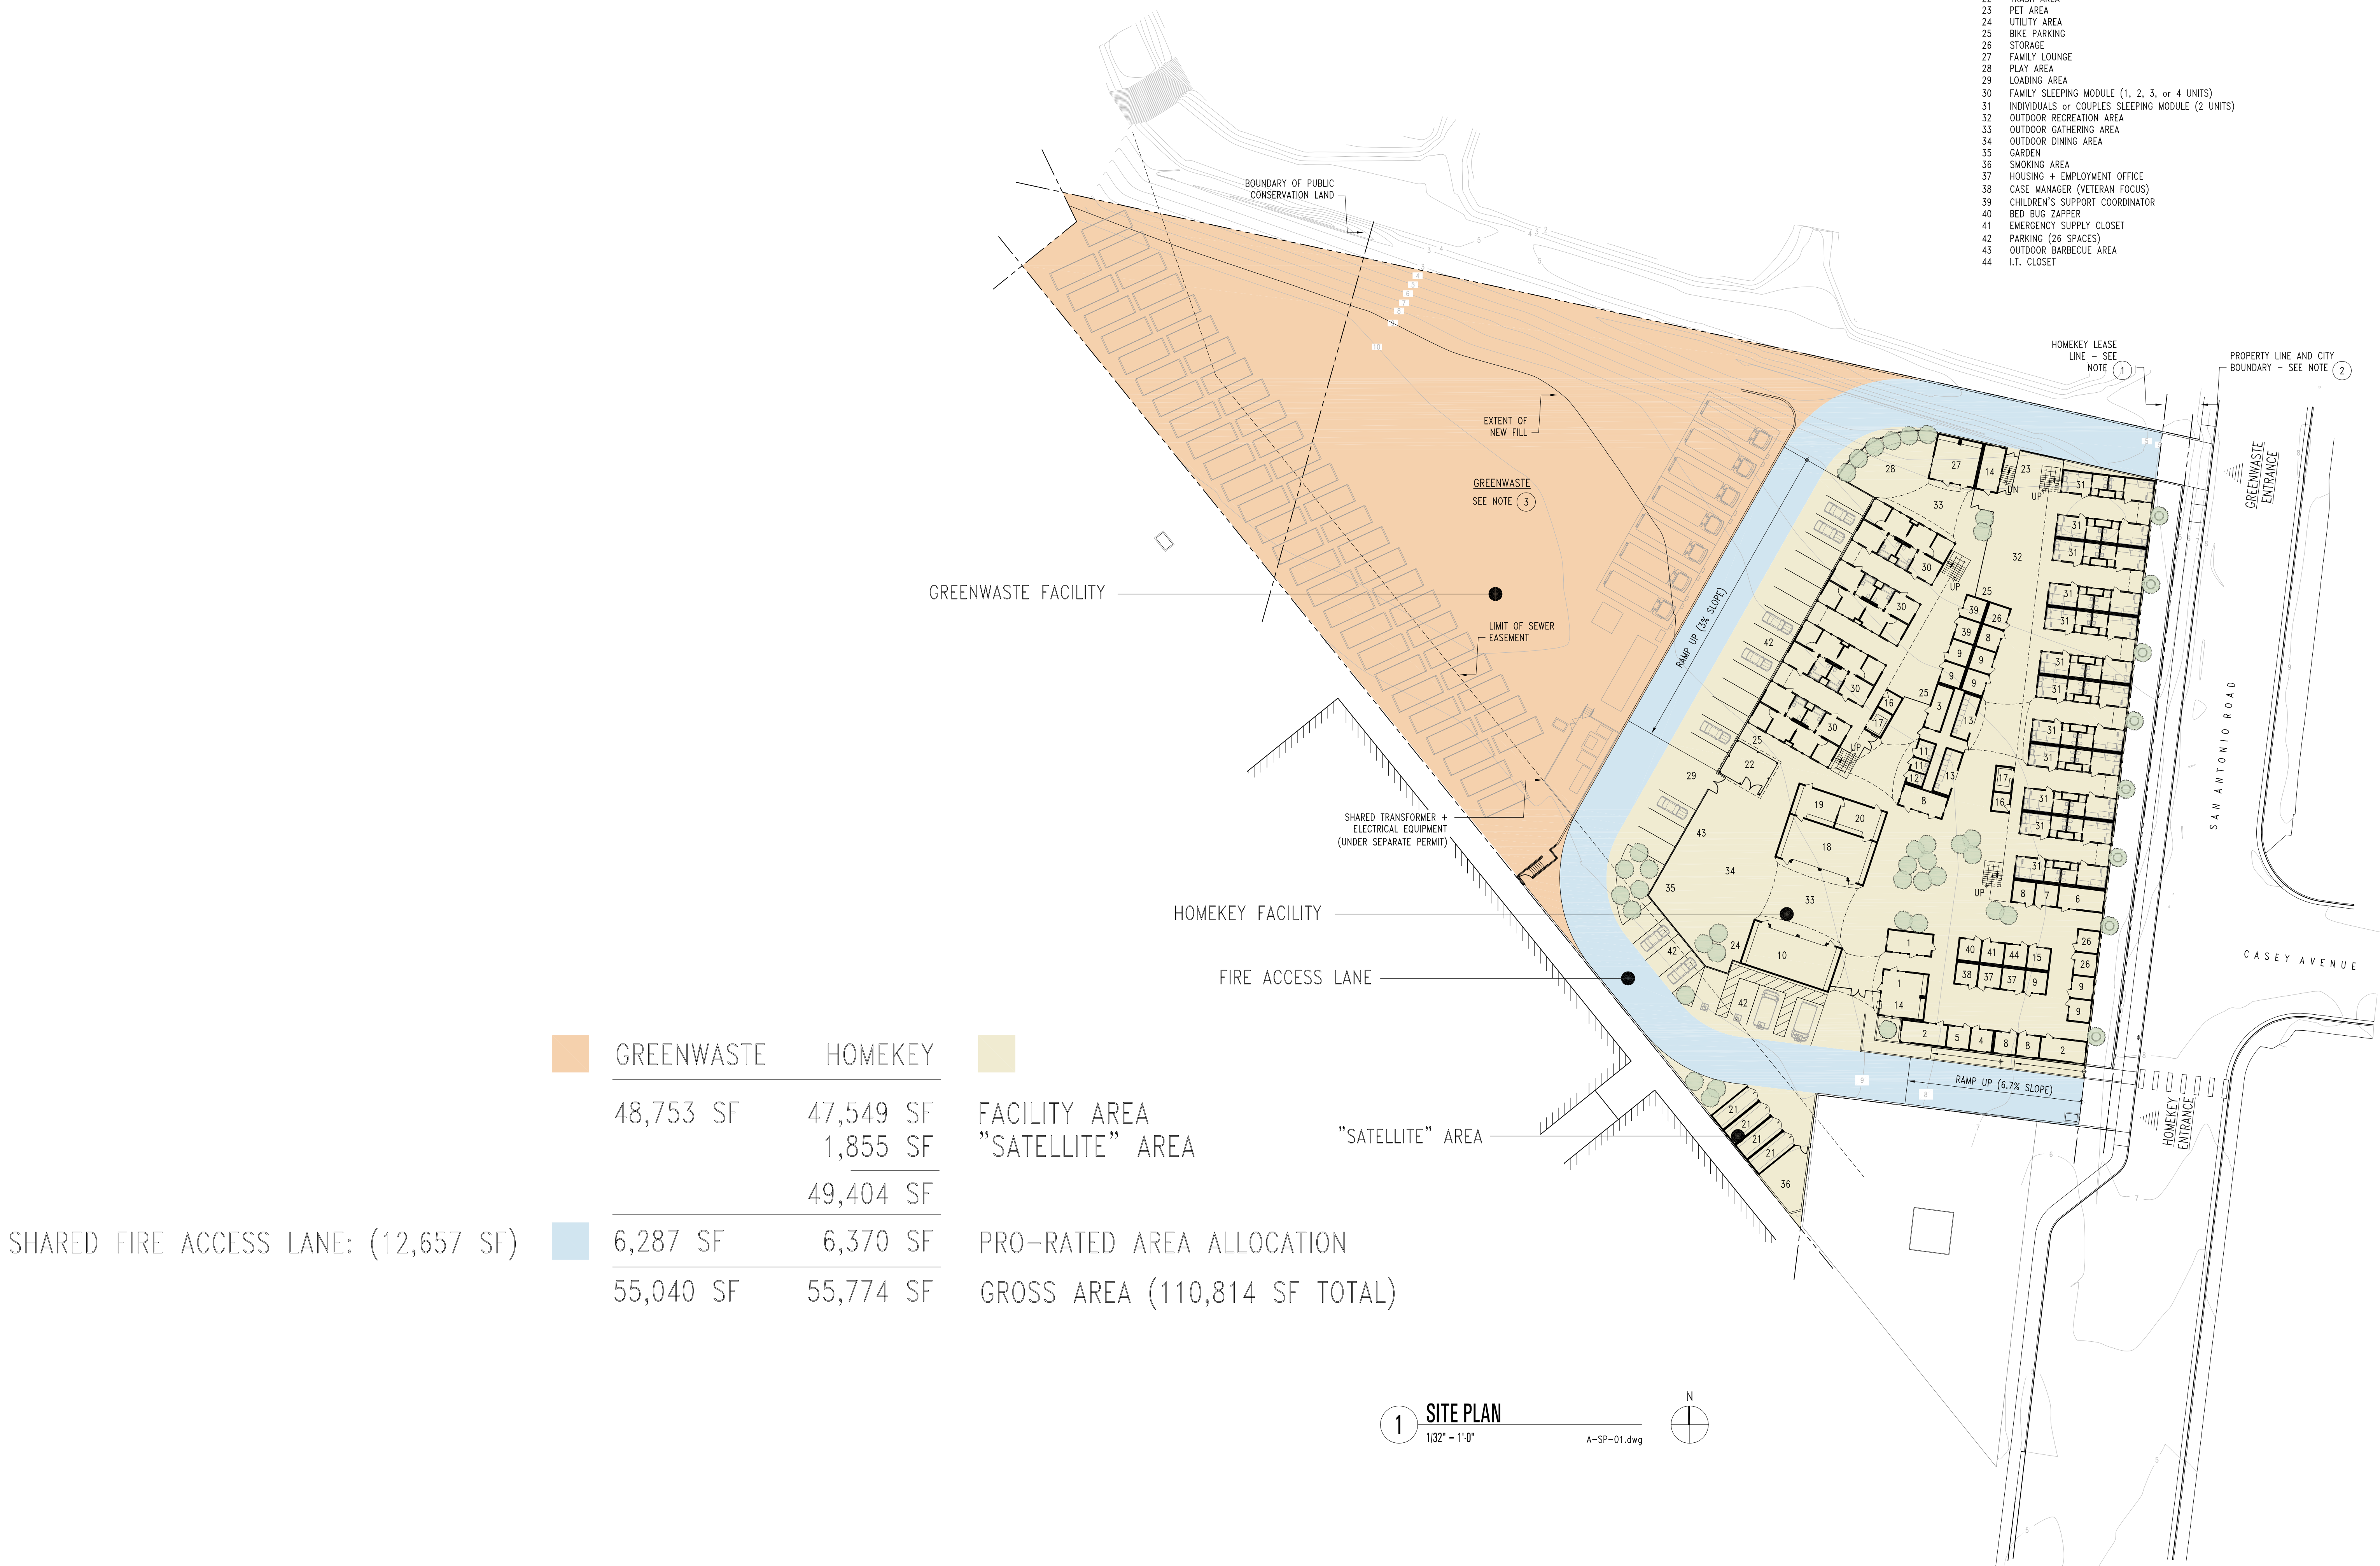 23 PET AREA
24 UTILITY AREA
25 BIKE PARKING
26 STORAGE
27 FAMILY LOUNGE
28 PLAY AREA
29 LOADING AREA
30 FAMILY SLEEPING MODULE (1, 2, 3, or 4 UNITS)
31 INDIVIDUALS or COUPLES SLEEPING MODULE (2 UNITS)
32 OUTDOOR RECREATION AREA
33 OUTDOOR GATHERING AREA
34 OUTDOOR DINING AREA
35 GARDEN
36 SMOKING AREA
37 HOUSING + EMPLOYMENT OFFICE
38 CASE MANAGER (VETERAN FOCUS)
39 CHILDREN'S SUPPORT COORDINATOR
40 BED BUG ZAPPER
41 EMERGENCY SUPPLY CLOSET
42 PARKING (26 SPACES)
43 OUTDOOR BARBECUE AREA
44 I.T. CLOSET
BOUNDARY OF PUBLIC
CONSERVATION LAND
HOMEKEY LEASE
LINE – SEE
NOTE 1
PROPERTY LINE AND CITY
BOUNDARY – SEE NOTE 2
EXTENT OF
NEW FILL
GREENWASTE
SEE NOTE 3
GREENWASTE
ENTRANCE
GREENWASTE FACILITY
LIMIT OF SEWER
EASEMENT
RAMP UP (3% SLOPE)
SAN ANTONIO ROAD
SHARED TRANSFORMER +
ELECTRICAL EQUIPMENT
(UNDER SEPARATE PERMIT)
HOMEKEY FACILITY
FIRE ACCESS LANE
CASEY AVENUE
RAMP UP (6.7% SLOPE)
HOMEKEY
ENTRANCE
"SATELLITE" AREA
GREENWASTE HOMEKEY
48,753 SF 47,549 SF FACILITY AREA
1,855 SF "SATELLITE" AREA
49,404 SF
SHARED FIRE ACCESS LANE: (12,657 SF) 6,287 SF 6,370 SF PRO–RATED AREA ALLOCATION
55,040 SF 55,774 SF GROSS AREA (110,814 SF TOTAL)
1 SITE PLAN
1/32" = 1'-0" A–SP–01.dwg
N